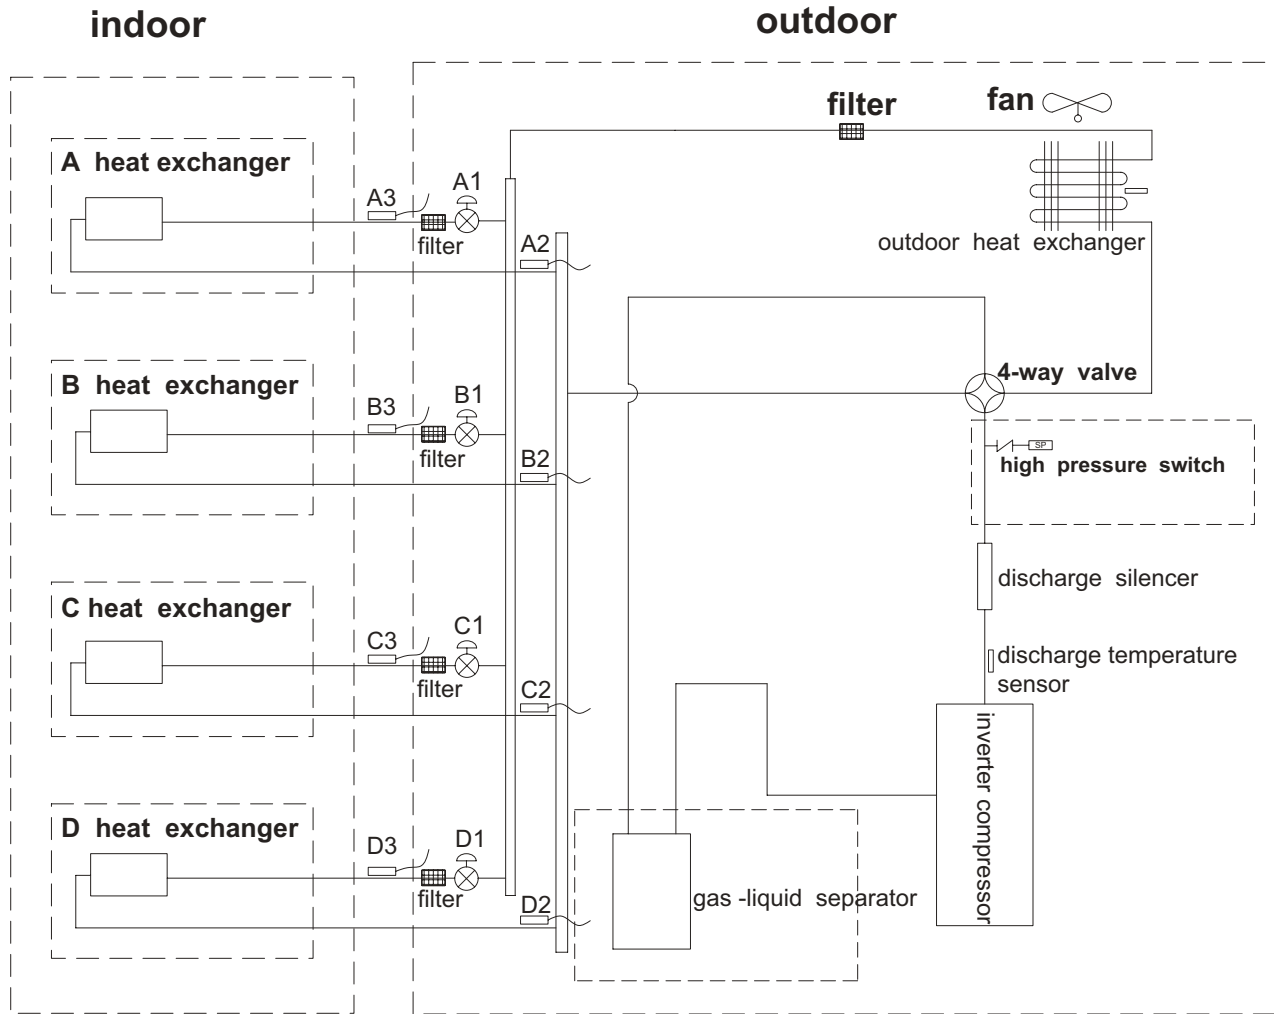 indoor
outdoor
filter
fan
A heat exchanger
A3
A1
filter
A2
outdoor heat exchanger
B heat exchanger
B3
B1
filter
B2
4-way valve
SP
high pressure switch
discharge silencer
C heat exchanger
C3
C1
filter
C2
discharge temperature
sensor
inverter compressor
D heat exchanger
D3
D1
filter
D2
gas -liquid separator